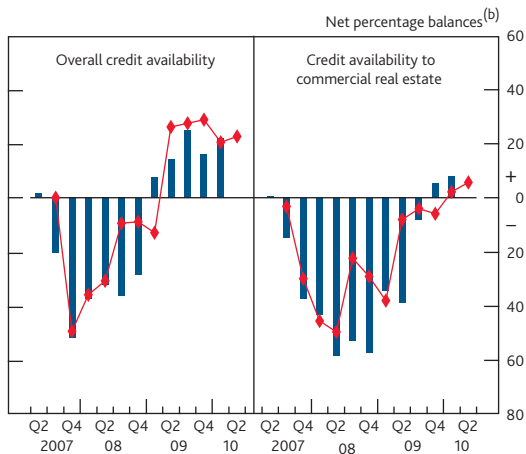 Net percentage balances(b)
Overall credit availability
Credit availability to
commercial real estate
60
40
20
+
0
–
20
40
60
80
Q2 Q4 Q2 Q4 Q2 Q4 Q2
2007 08 09 10
Q2 Q4 Q2 Q4 Q2 Q4 Q2
2007 08 09 10